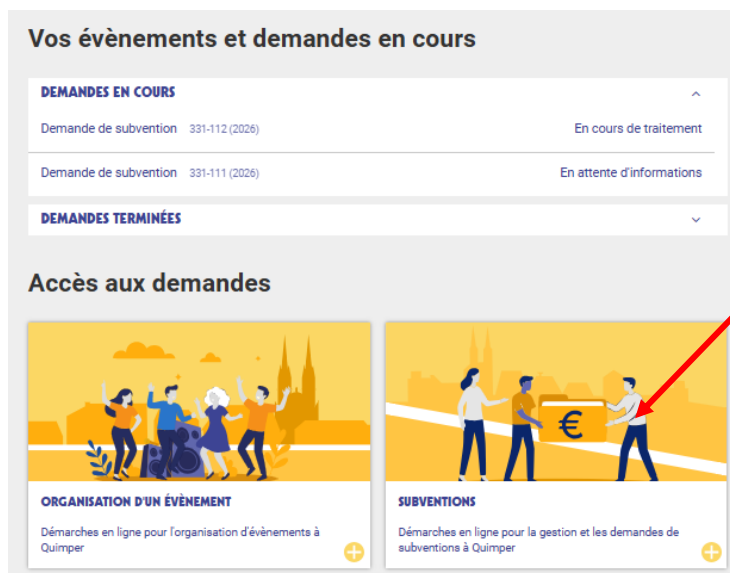 Vos évènements et demandes en cours
DEMANDES EN COURS
Demande de subvention 331-112 (2026) En cours de traitement
Demande de subvention 331-111 (2026) En attente d'informations
DEMANDES TERMINÉES
Accès aux demandes
€
ORGANISATION D'UN ÉVÈNEMENT
Démarches en ligne pour l'organisation d'évènements à
Quimper
SUBVENTIONS
Démarches en ligne pour la gestion et les demandes de
subventions à Quimper